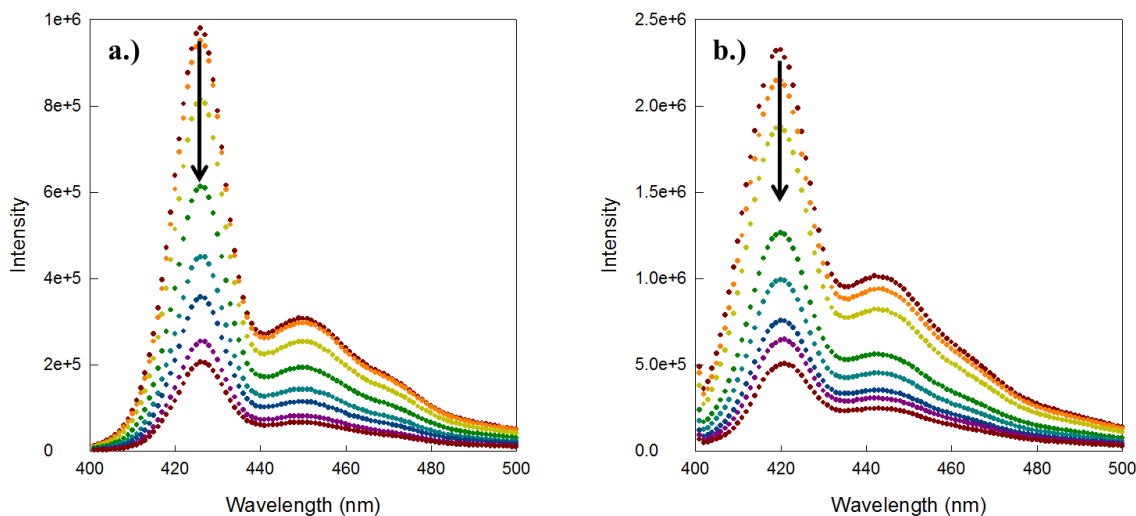 a.)
1e+6
8e+5
6e+5
4e+5
2e+5
0
Intensity
400 420 440 460 480 500
Wavelength (nm)
b.)
2.5e+6
2.0e+6
1.5e+6
1.0e+6
5.0e+5
0.0
Intensity
400 420 440 460 480 500
Wavelength (nm)